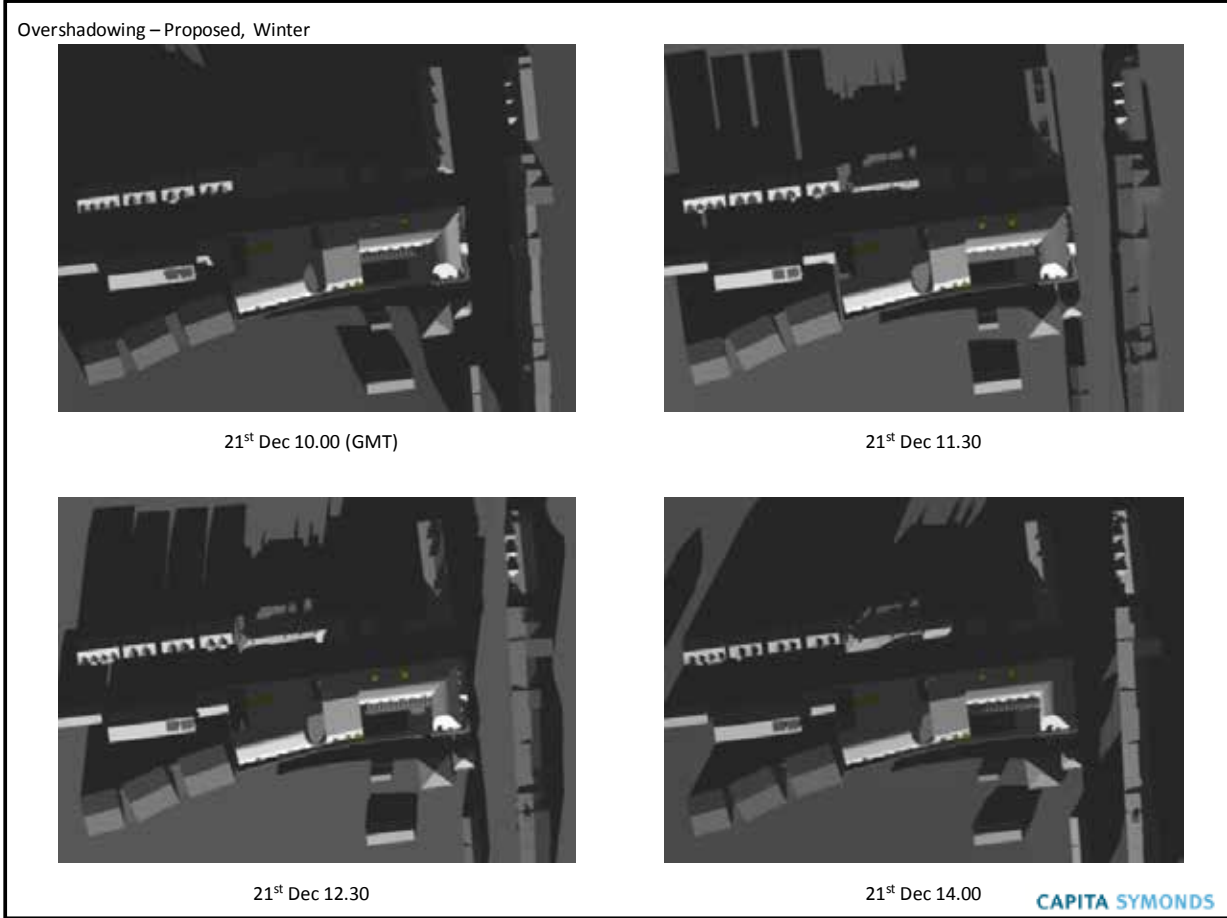 Overshadowing – Proposed, Winter
21st Dec 10.00 (GMT)
21st Dec 11.30
21st Dec 12.30
21st Dec 14.00
CAPITA SYMONDS